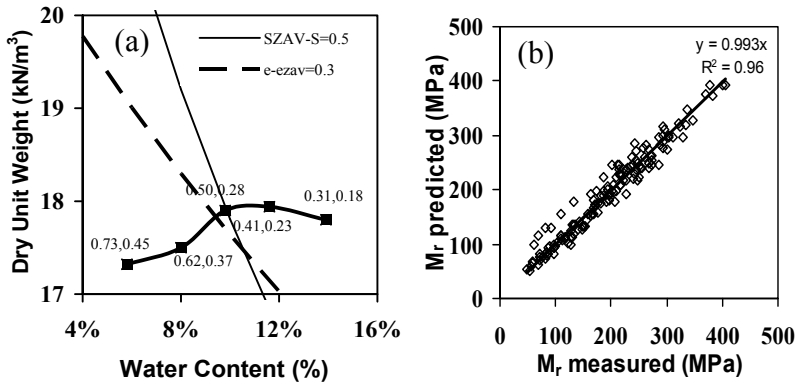 (a)
SZAV-S=0.5
e-ezav=0.3
Dry Unit Weight (kN/m³)
20
19
18
17
0.50,0.28
0.31,0.18
0.41,0.23
0.73,0.45
0.62,0.37
4%
8%
12%
16%
Water Content (%)
(b)
y = 0.993x
R² = 0.96
Mr predicted (MPa)
500
400
300
200
100
0
0 100 200 300 400 500
Mr measured (MPa)